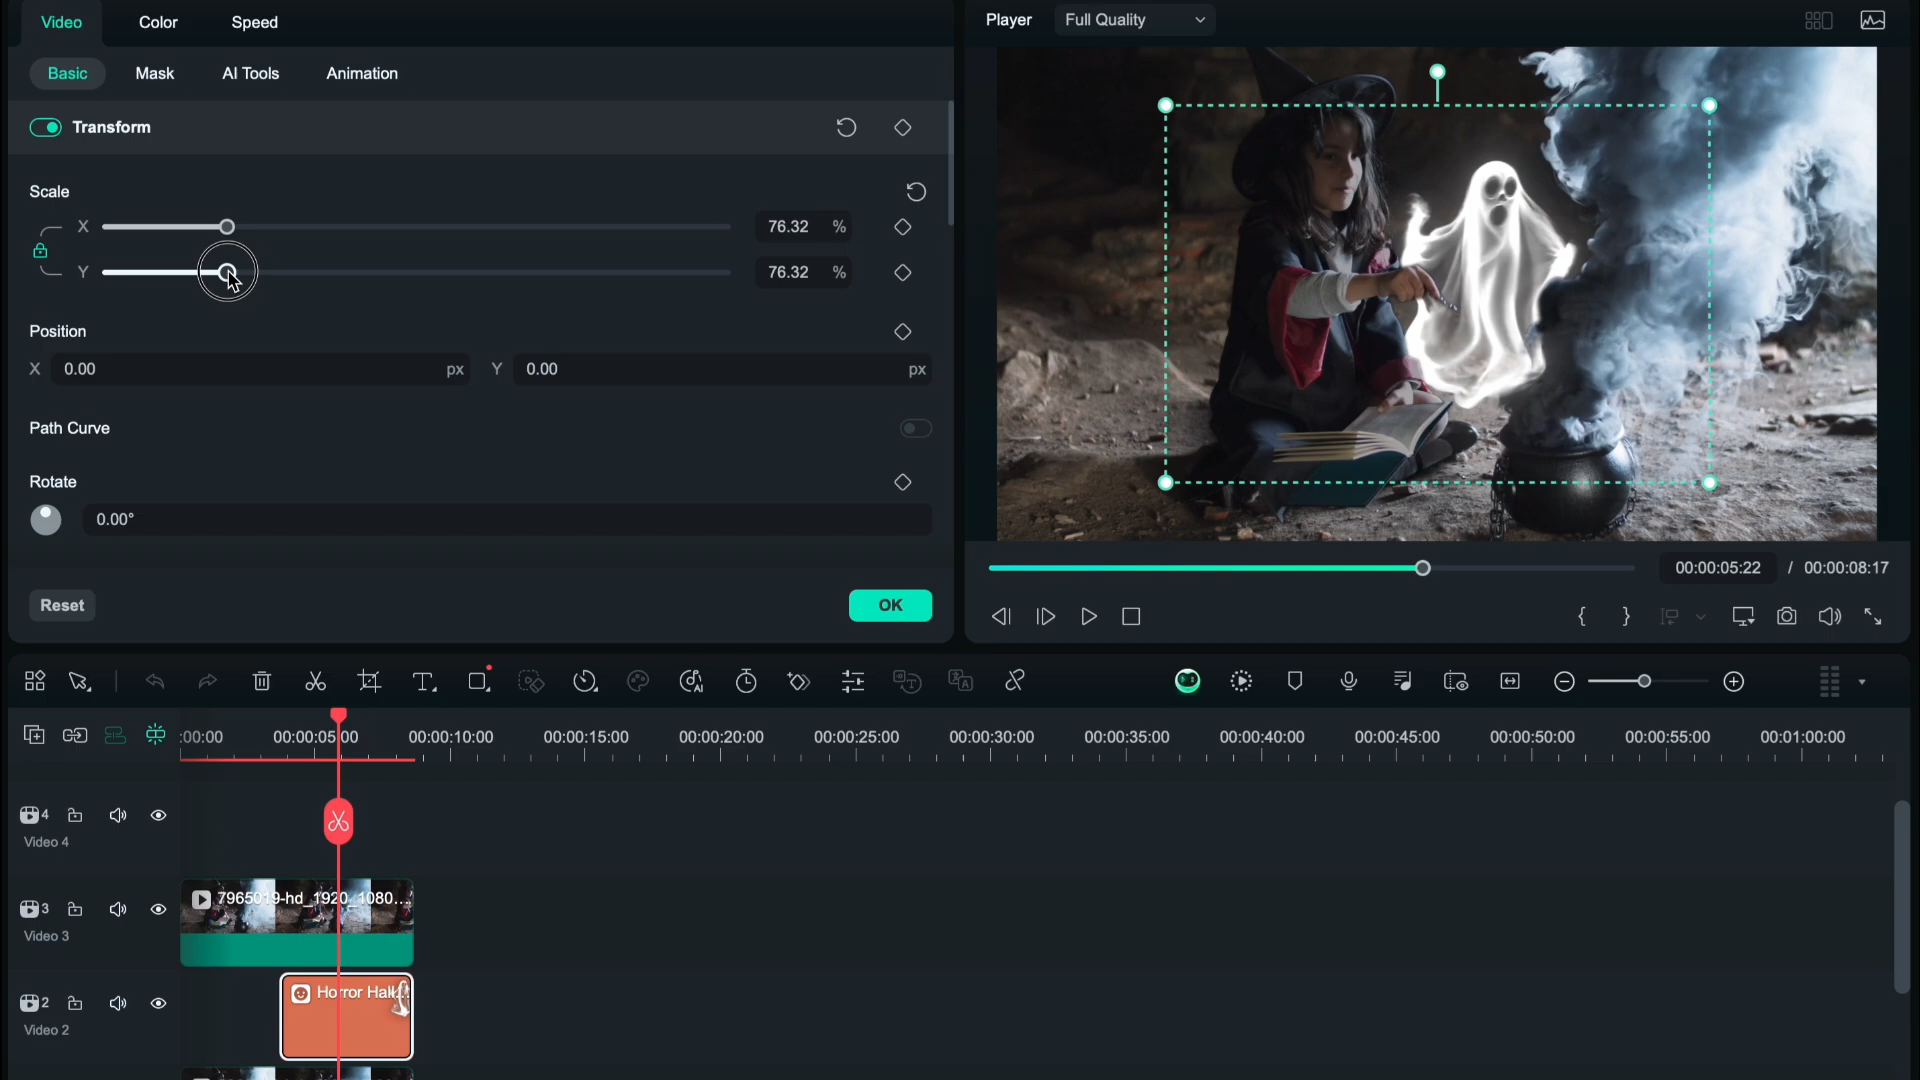 Video Color Speed
Player Full Quality
Basic Mask AI Tools Animation
Transform
Scale
X 76.32 %
Y 76.32 %
Position
X 0.00 px Y 0.00 px
Path Curve
Rotate
0.00°
Reset OK
00:00:05:22 / 00:00:08:17
:00:00 00:00:05:00 00:00:10:00 00:00:15:00 00:00:20:00 00:00:25:00 00:00:30:00 00:00:35:00 00:00:40:00 00:00:45:00 00:00:50:00 00:00:55:00 00:01:00:00
4
Video 4
7965019-hd_1920_1080...
3
Video 3
Horror
2
Video 2